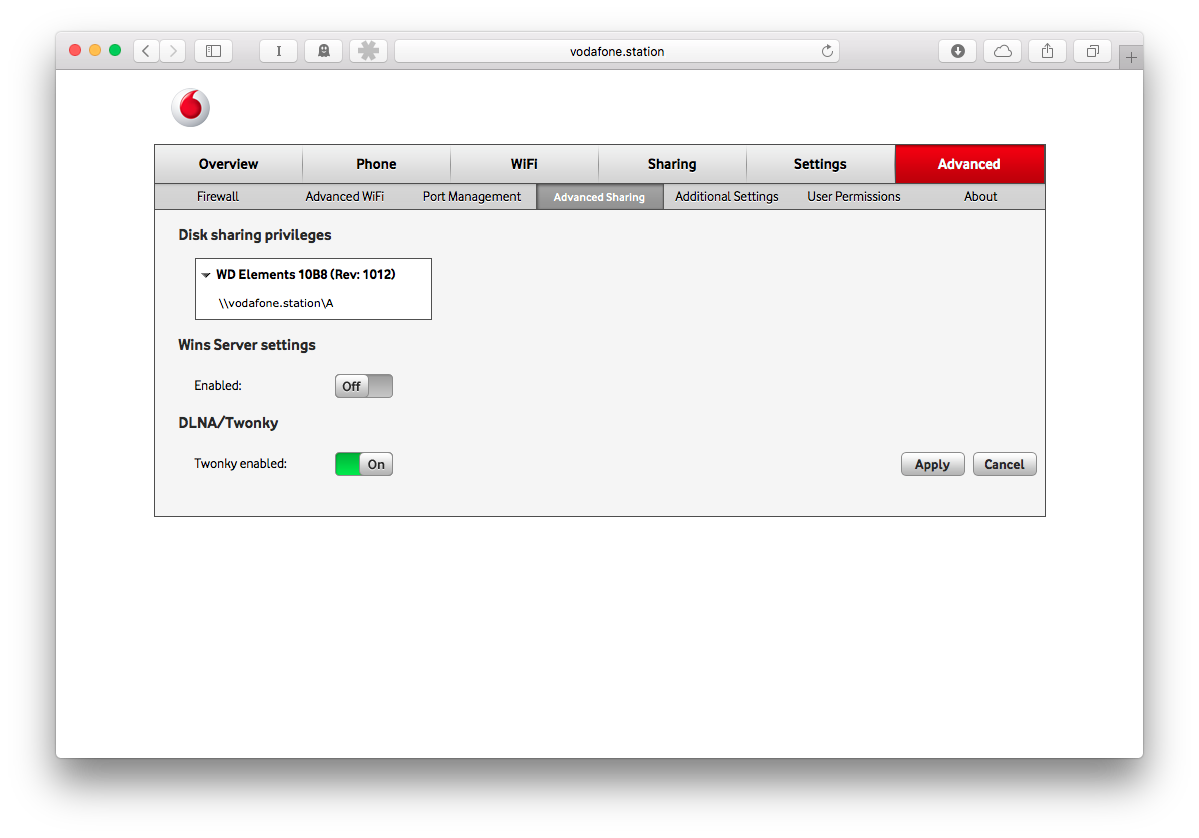 I
vodafone.station
Overview Phone WiFi Sharing Settings Advanced
Firewall Advanced WiFi Port Management Advanced Sharing Additional Settings User Permissions About
Disk sharing privileges
WD Elements 10B8 (Rev: 1012)
\\vodafone.station\A
Wins Server settings
Enabled: Off
DLNA/Twonky
Twonky enabled: On Apply Cancel